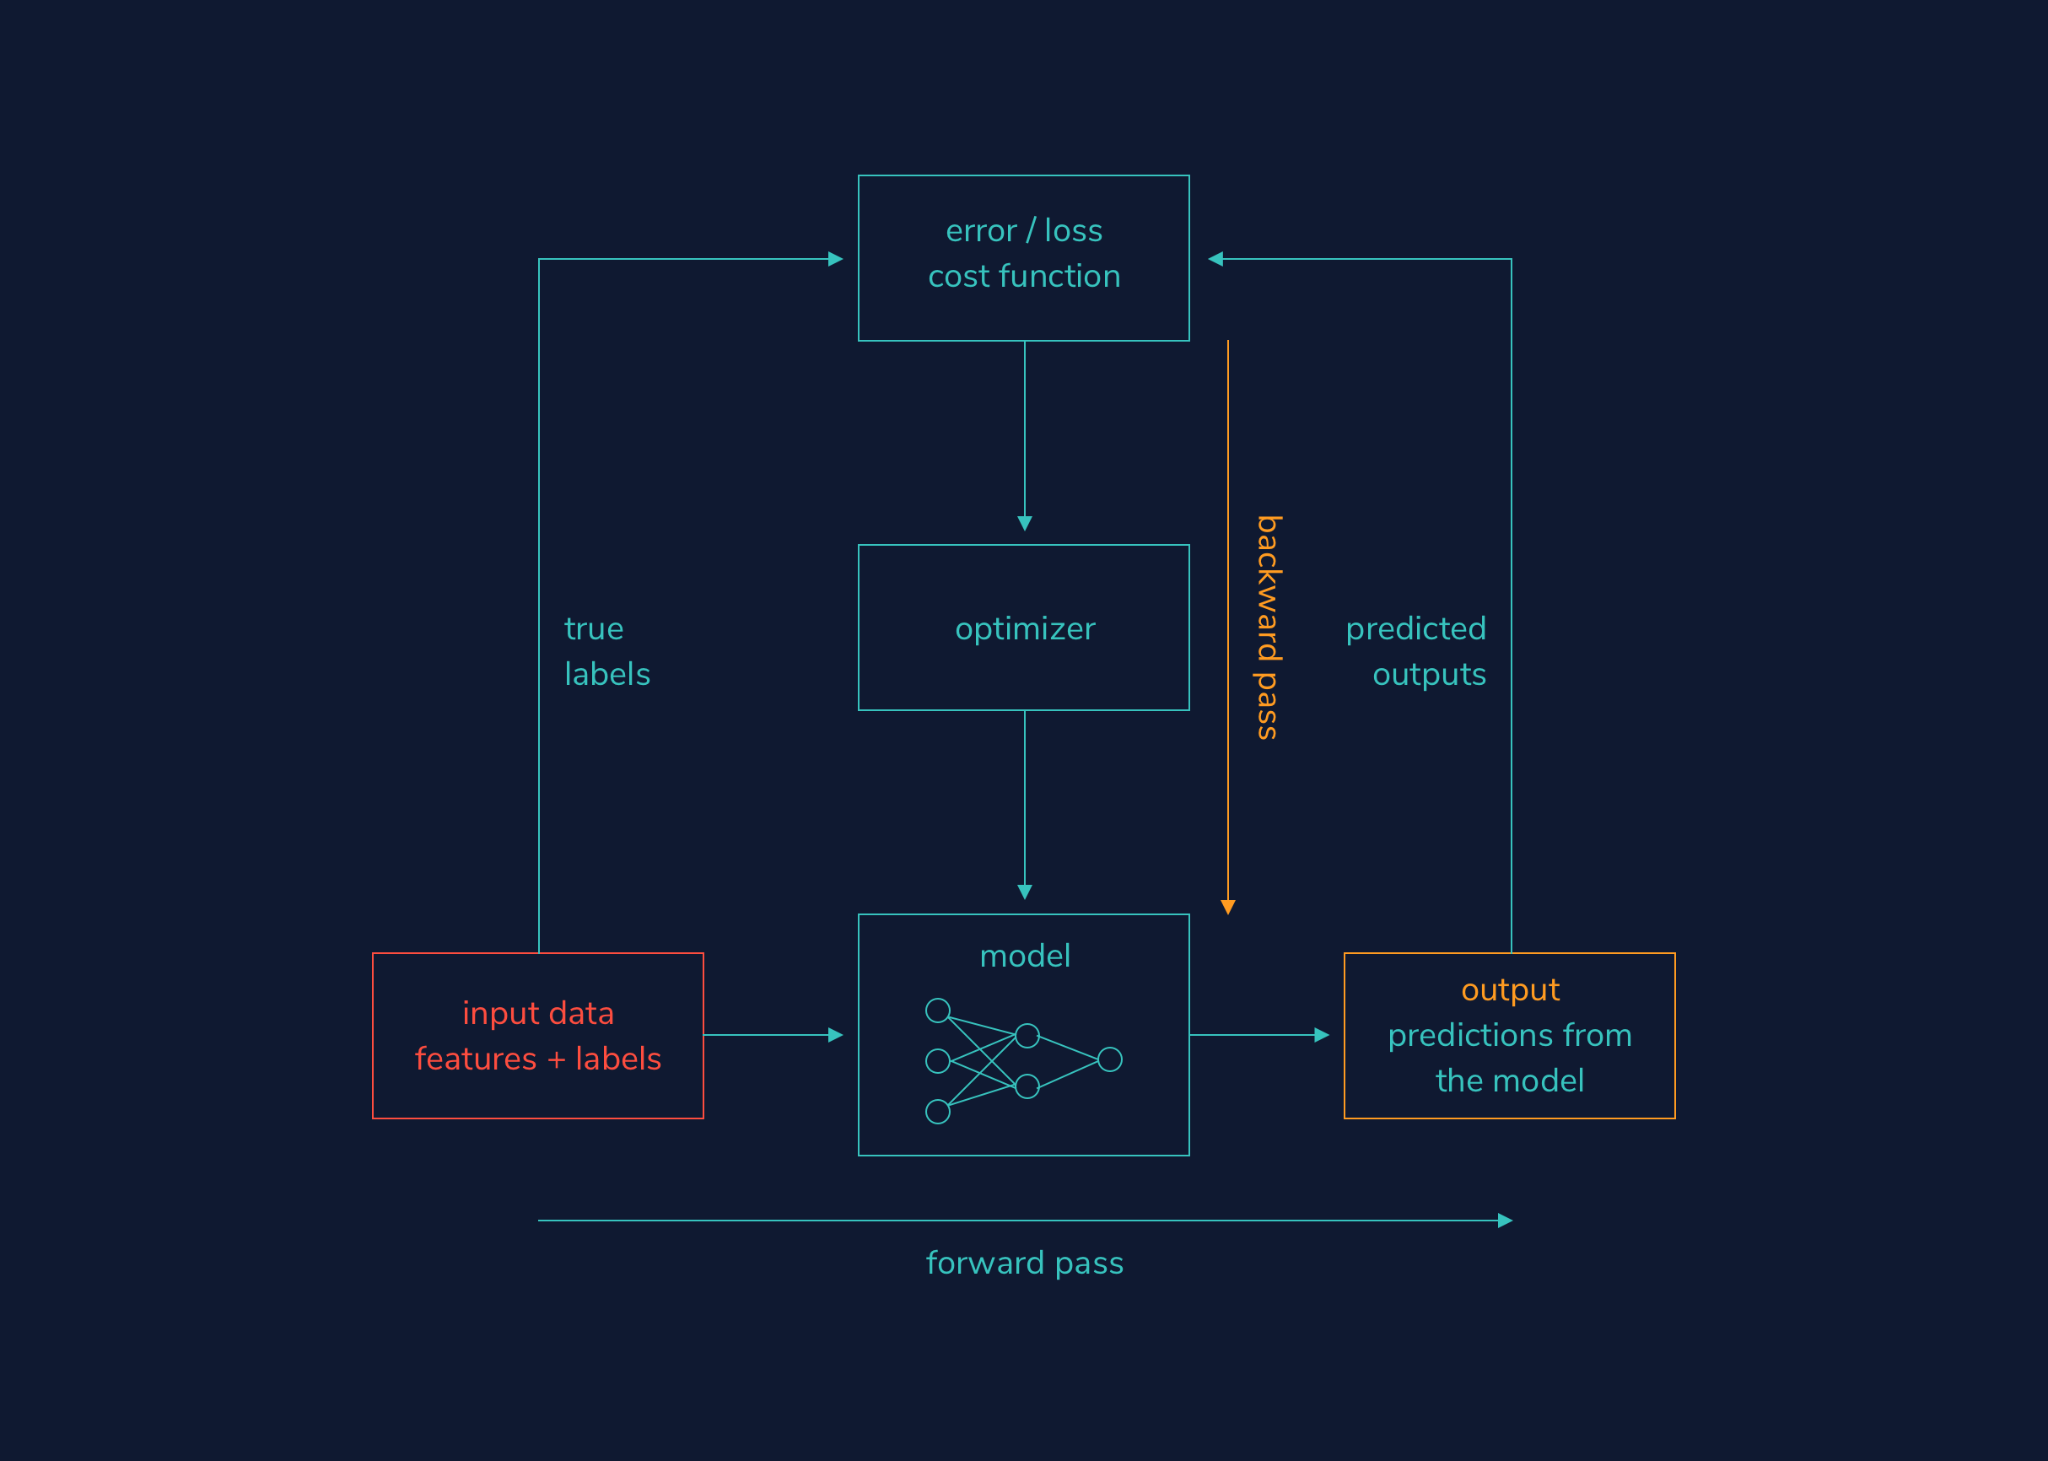 error / loss
cost function
optimizer
backward pass
true
labels
predicted
outputs
model
input data
features + labels
output
predictions from
the model
forward pass